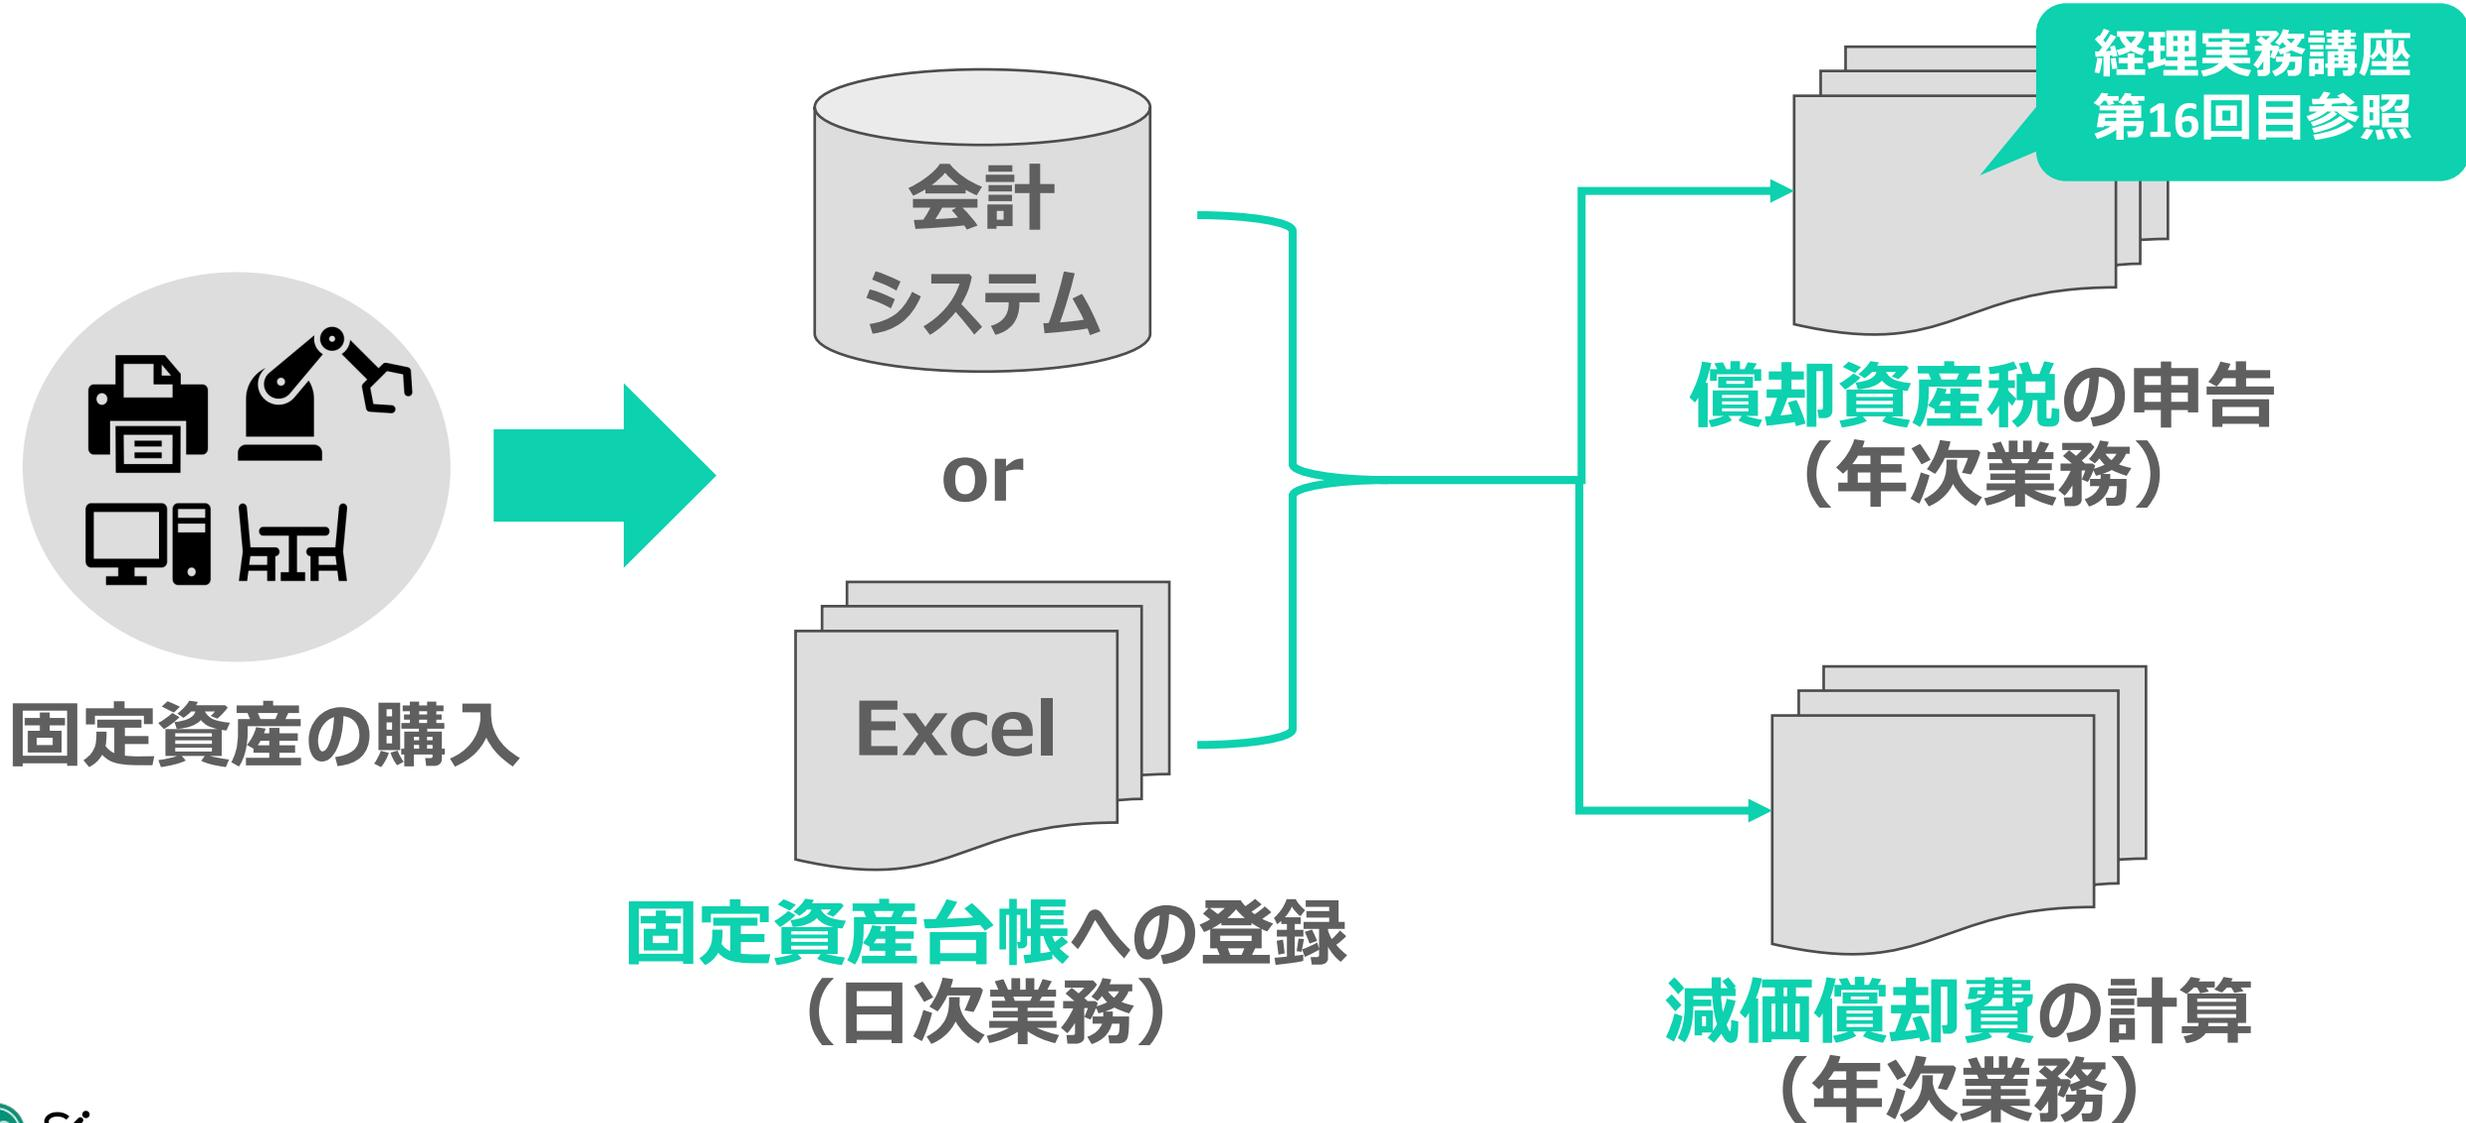 固定資産の購入
会計
システム
or
Excel
固定資産台帳への登録
（日次業務）
経理実務講座
第16回目参照
償却資産税の申告
（年次業務）
減価償却費の計算
（年次業務）